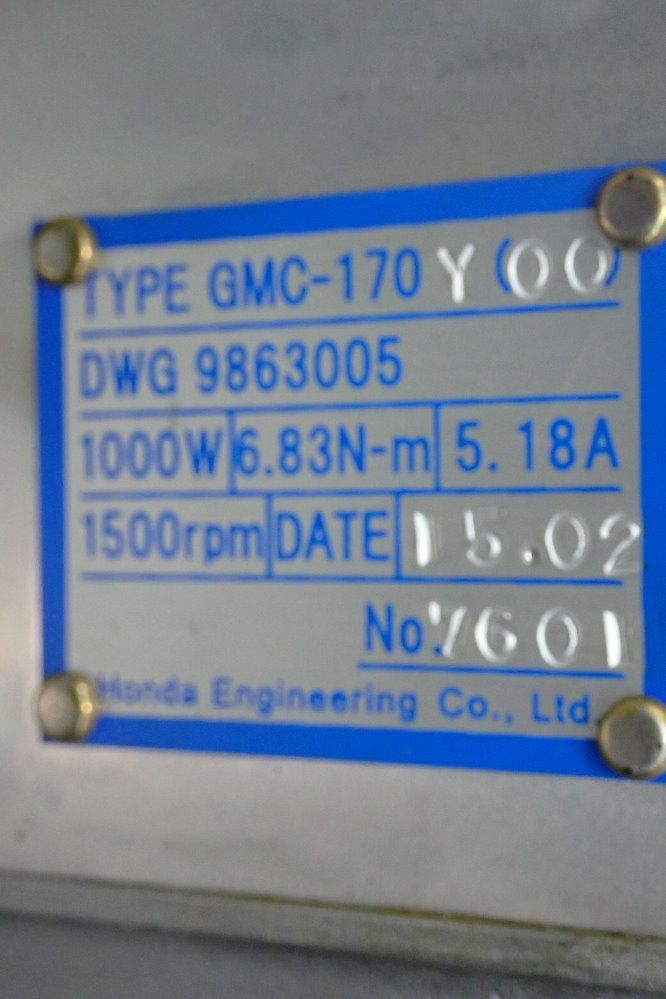 TYPE GMC-170 Y (00)
DWG 9863005
1000W 6.83N-m 5.18A
1500rpm DATE 15.02
No. 7601
Honda Engineering Co., Ltd.